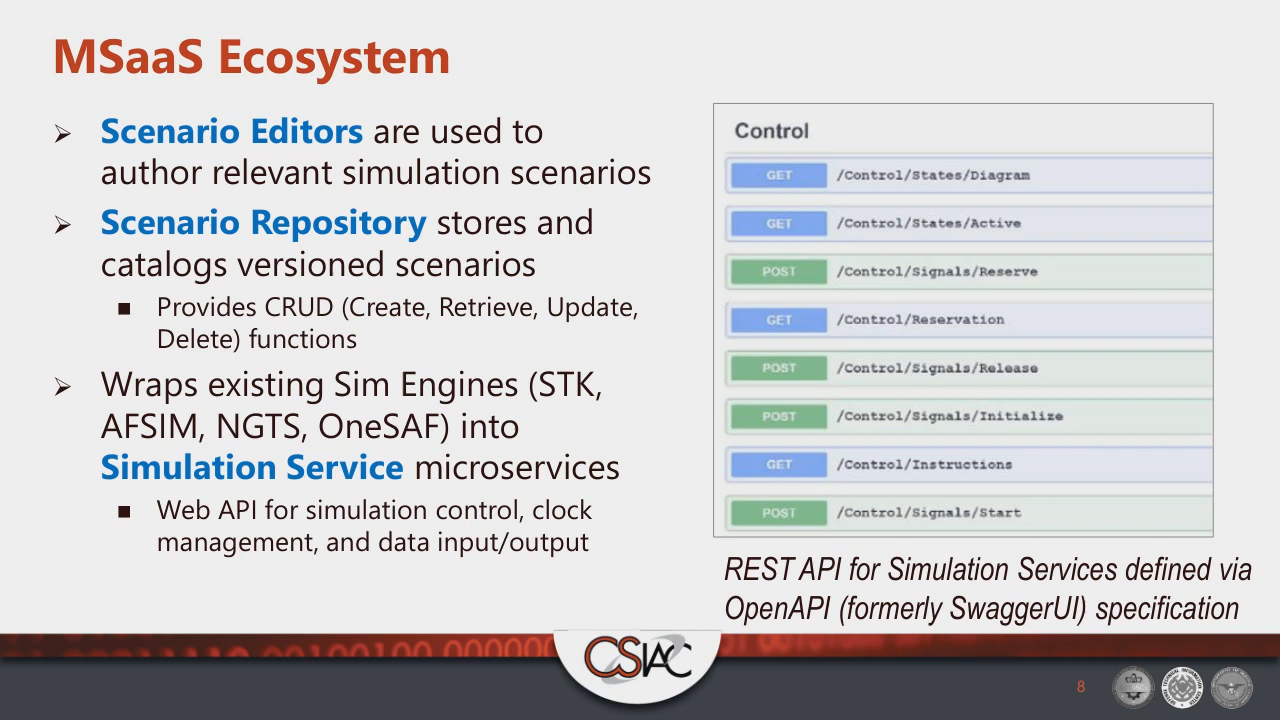 MSaaS Ecosystem
Scenario Editors are used to
author relevant simulation scenarios
Scenario Repository stores and
catalogs versioned scenarios
Provides CRUD (Create, Retrieve, Update,
Delete) functions
Wraps existing Sim Engines (STK,
AFSIM, NGTS, OneSAF) into
Simulation Service microservices
Web API for simulation control, clock
management, and data input/output
Control
GET /Control/States/Diagram
GET /Control/States/Active
POST /Control/Signals/Reserve
GET /Control/Reservation
POST /Control/Signals/Release
POST /Control/Signals/Initialize
GET /Control/Instructions
POST /Control/Signals/Start
REST API for Simulation Services defined via
OpenAPI (formerly SwaggerUI) specification
CSIAC
8